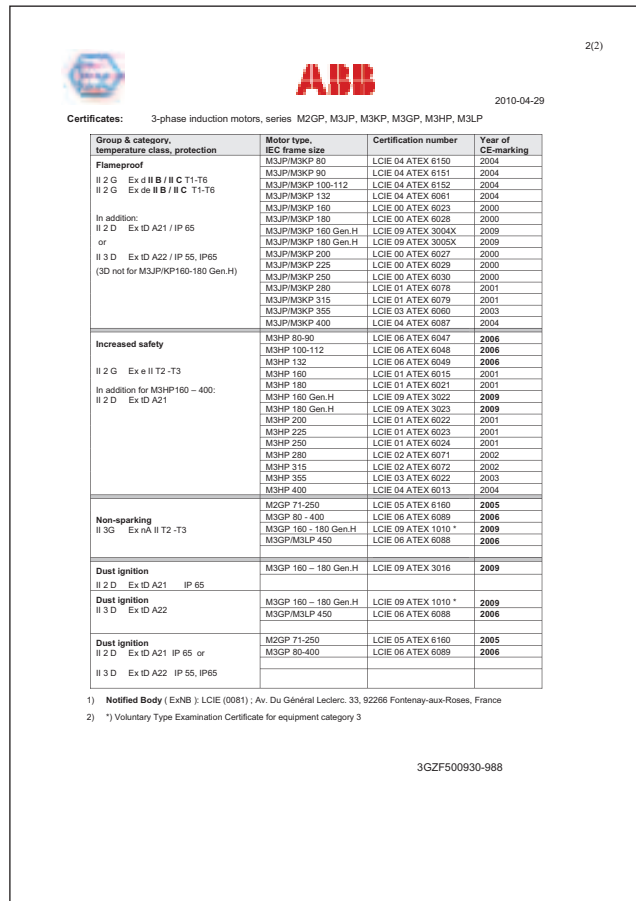 2(2)
ABB
2010-04-29
Certificates: 3-phase induction motors, series M2GP, M3JP, M3KP, M3GP, M3HP, M3LP
Group & category, temperature class, protection Motor type, IEC frame size Certification number Year of CE-marking
Flameproof
II 2 G Ex d II B / II C T1-T6
II 2 G Ex de II B / II C T1-T6
In addition:
II 2 D Ex tD A21 / IP 65
or
II 3 D Ex tD A22 / IP 55, IP65
(3D not for M3JP/KP160-180 Gen.H)
M3JP/M3KP 80 LCIE 04 ATEX 6150 2004
M3JP/M3KP 90 LCIE 04 ATEX 6151 2004
M3JP/M3KP 100-112 LCIE 04 ATEX 6152 2004
M3JP/M3KP 132 LCIE 04 ATEX 6061 2004
M3JP/M3KP 160 LCIE 00 ATEX 6023 2000
M3JP/M3KP 180 LCIE 00 ATEX 6028 2000
M3JP/M3KP 160 Gen.H LCIE 09 ATEX 3004X 2009
M3JP/M3KP 180 Gen.H LCIE 09 ATEX 3005X 2009
M3JP/M3KP 200 LCIE 00 ATEX 6027 2000
M3JP/M3KP 225 LCIE 00 ATEX 6029 2000
M3JP/M3KP 250 LCIE 00 ATEX 6030 2000
M3JP/M3KP 280 LCIE 01 ATEX 6078 2001
M3JP/M3KP 315 LCIE 01 ATEX 6079 2001
M3JP/M3KP 355 LCIE 03 ATEX 6060 2003
M3JP/M3KP 400 LCIE 04 ATEX 6087 2004
Increased safety
II 2 G Ex e II T2 -T3
In addition for M3HP160 – 400:
II 2 D Ex tD A21
M3HP 80-90 LCIE 06 ATEX 6047 2006
M3HP 100-112 LCIE 06 ATEX 6048 2006
M3HP 132 LCIE 06 ATEX 6049 2006
M3HP 160 LCIE 01 ATEX 6015 2001
M3HP 180 LCIE 01 ATEX 6021 2001
M3HP 160 Gen.H LCIE 09 ATEX 3022 2009
M3HP 180 Gen.H LCIE 09 ATEX 3023 2009
M3HP 200 LCIE 01 ATEX 6022 2001
M3HP 225 LCIE 01 ATEX 6023 2001
M3HP 250 LCIE 01 ATEX 6024 2001
M3HP 280 LCIE 02 ATEX 6071 2002
M3HP 315 LCIE 02 ATEX 6072 2002
M3HP 355 LCIE 03 ATEX 6022 2003
M3HP 400 LCIE 04 ATEX 6013 2004
Non-sparking
II 3G Ex nA II T2 -T3
M2GP 71-250 LCIE 05 ATEX 6160 2005
M3GP 80 - 400 LCIE 06 ATEX 6089 2006
M3GP 160 - 180 Gen.H LCIE 09 ATEX 1010 * 2009
M3GP/M3LP 450 LCIE 06 ATEX 6088 2006
Dust ignition
II 2 D Ex tD A21 IP 65
M3GP 160 – 180 Gen.H LCIE 09 ATEX 3016 2009
Dust ignition
II 3 D Ex tD A22
M3GP 160 – 180 Gen.H LCIE 09 ATEX 1010 * 2009
M3GP/M3LP 450 LCIE 06 ATEX 6088 2006
Dust ignition
II 2 D Ex tD A21 IP 65 or
II 3 D Ex tD A22 IP 55, IP65
M2GP 71-250 LCIE 05 ATEX 6160 2005
M3GP 80-400 LCIE 06 ATEX 6089 2006
1) Notified Body ( ExNB ): LCIE (0081) ; Av. Du Général Leclerc. 33, 92266 Fontenay-aux-Roses, France
2) *) Voluntary Type Examination Certificate for equipment category 3
3GZF500930-988